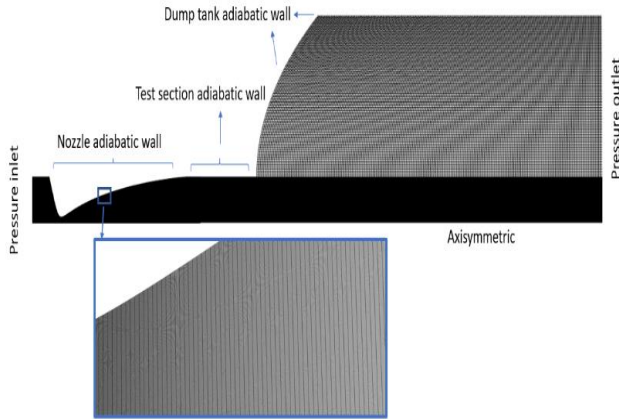 Dump tank adiabatic wall
Test section adiabatic wall
Nozzle adiabatic wall
Pressure inlet
Pressure outlet
Axisymmetric